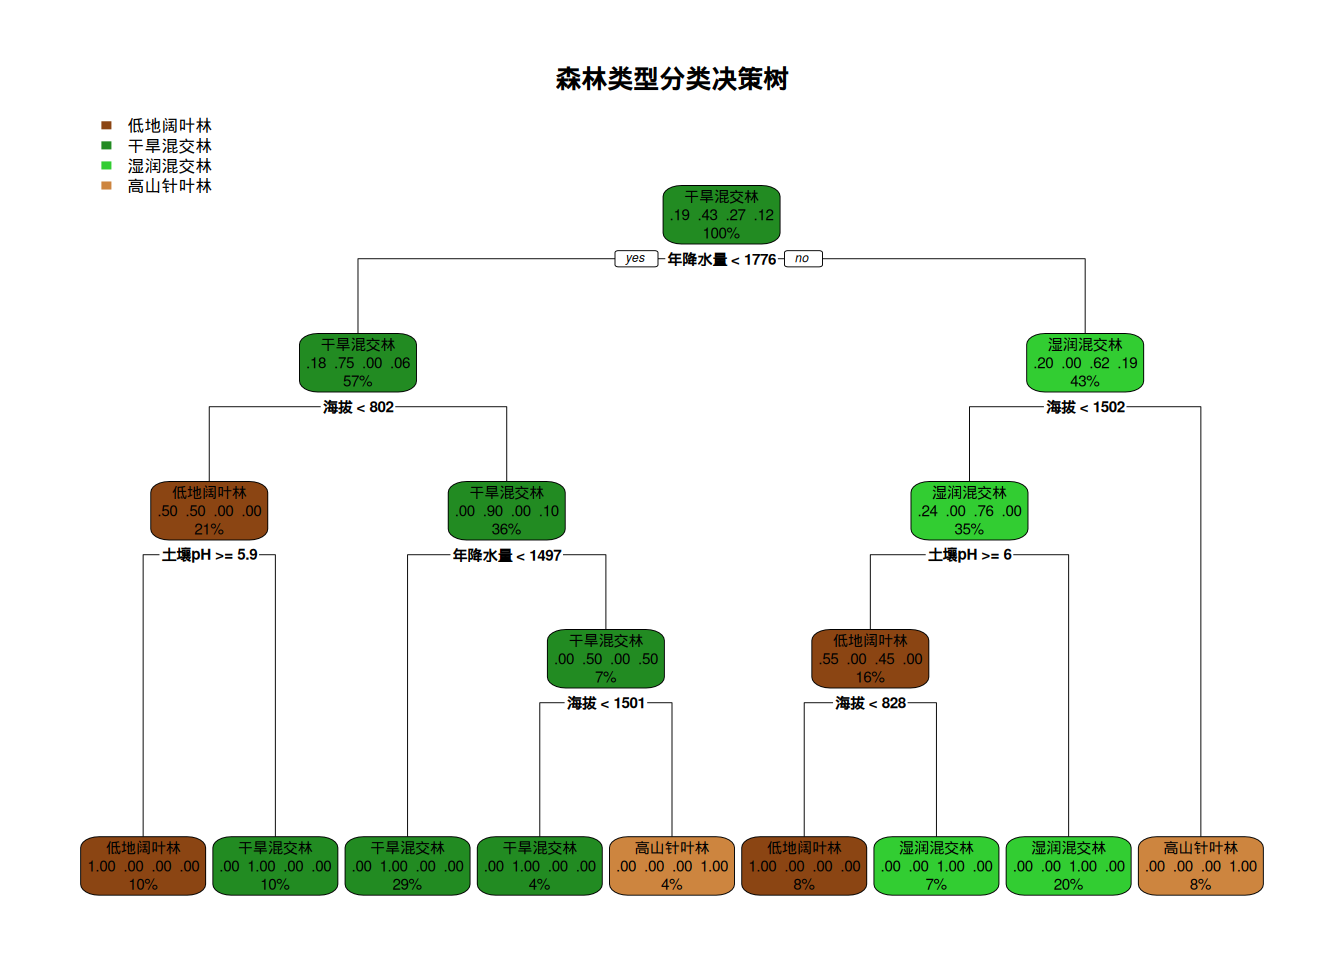 森林类型分类决策树
低地阔叶林
干旱混交林
湿润混交林
高山针叶林
干旱混交林
.19 .43 .27 .12
100%
yes 年降水量 < 1776 no
干旱混交林
.18 .75 .00 .06
57%
海拔 < 802
湿润混交林
.20 .00 .62 .19
43%
海拔 < 1502
低地阔叶林
.50 .50 .00 .00
21%
土壤pH >= 5.9
干旱混交林
.00 .90 .00 .10
36%
年降水量 < 1497
湿润混交林
.24 .00 .76 .00
35%
土壤pH >= 6
干旱混交林
.00 .50 .00 .50
7%
海拔 < 1501
低地阔叶林
.55 .00 .45 .00
16%
海拔 < 828
低地阔叶林
1.00 .00 .00 .00
10%
干旱混交林
.00 1.00 .00 .00
10%
干旱混交林
.00 1.00 .00 .00
29%
干旱混交林
.00 1.00 .00 .00
4%
高山针叶林
.00 .00 .00 1.00
4%
低地阔叶林
1.00 .00 .00 .00
8%
湿润混交林
.00 .00 1.00 .00
7%
湿润混交林
.00 .00 1.00 .00
20%
高山针叶林
.00 .00 .00 1.00
8%